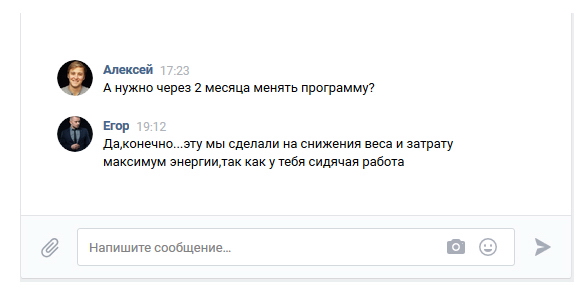 Алексей 17:23
А нужно через 2 месяца менять программу?
Егор 19:12
Да,конечно...эту мы сделали на снижения веса и затрату
максимум энергии,так как у тебя сидячая работа
Напишите сообщение...